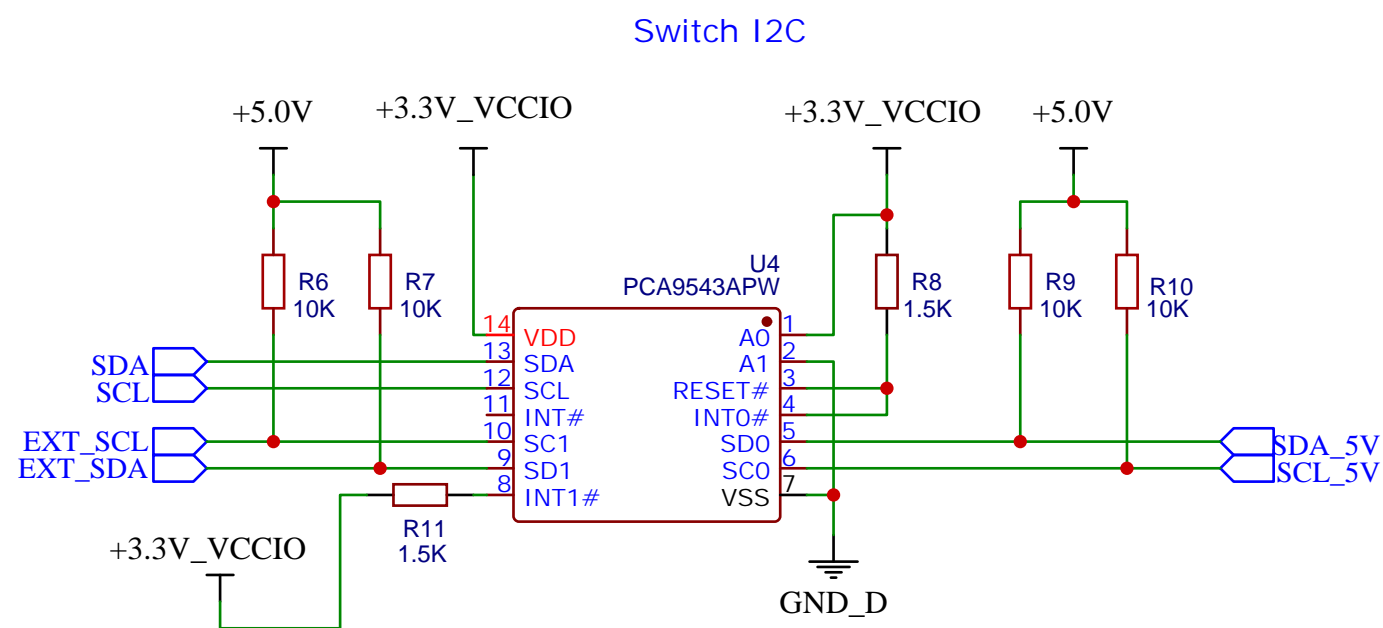 Switch I2C
+5.0V
+3.3V_VCCIO
+3.3V_VCCIO
+5.0V
R6
10K
R7
10K
U4
PCA9543APW
R8
1.5K
R9
10K
R10
10K
14
VDD
13
SDA
12
SCL
11
INT#
10
SC1
9
SD1
8
INT1#
1
A0
2
A1
3
RESET#
4
INT0#
5
SD0
6
SC0
7
VSS
SDA
SCL
EXT_SCL
EXT_SDA
SDA_5V
SCL_5V
R11
1.5K
+3.3V_VCCIO
GND_D